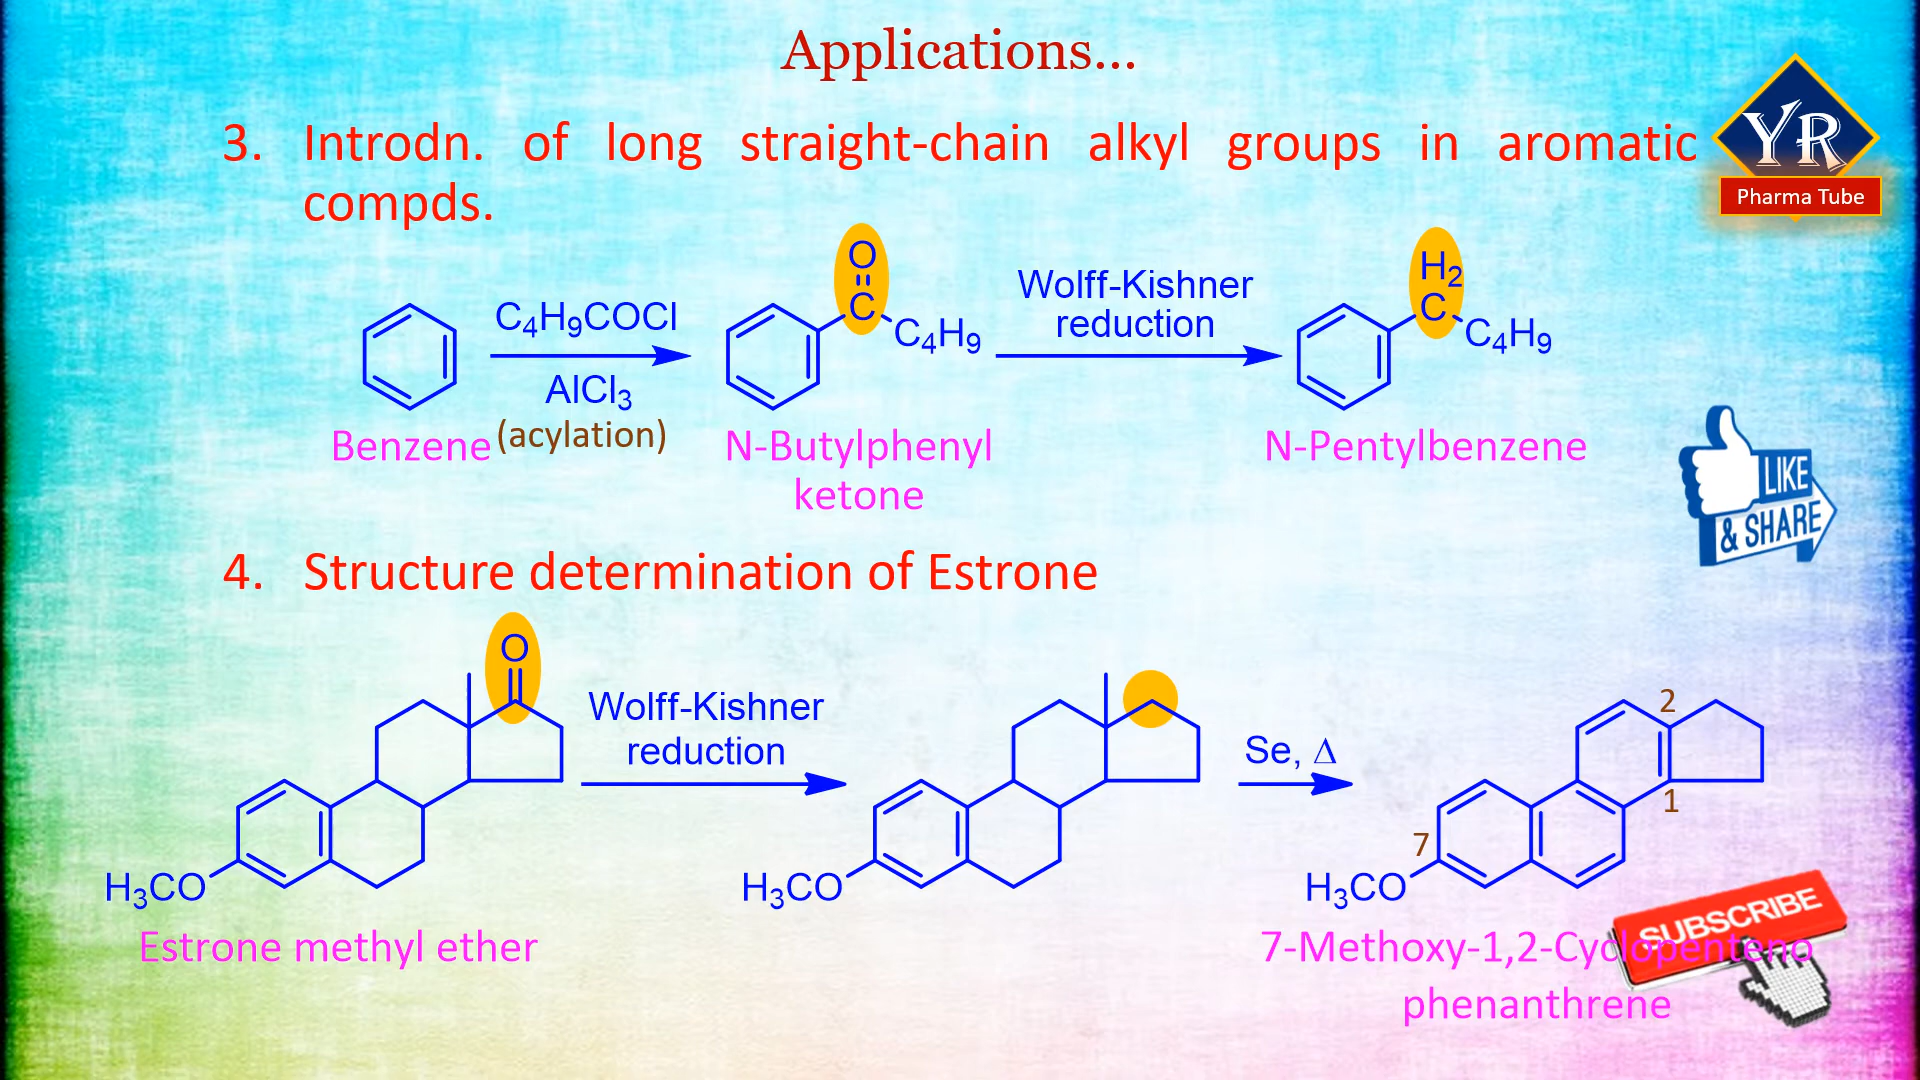 Applications...
YR
Pharma Tube
3. Introdn. of long straight-chain alkyl groups in aromatic
compds.
C₄H₉COCl
AlCl₃
(acylation)
O
C
C₄H₉
Wolff-Kishner
reduction
H₂
C
C₄H₉
Benzene
N-Butylphenyl
ketone
N-Pentylbenzene
LIKE
& SHARE
4. Structure determination of Estrone
O
H₃CO
Wolff-Kishner
reduction
H₃CO
Se, Δ
2
1
7
H₃CO
Estrone methyl ether
SUBSCRIBE
7-Methoxy-1,2-Cyclopenteno
phenanthrene